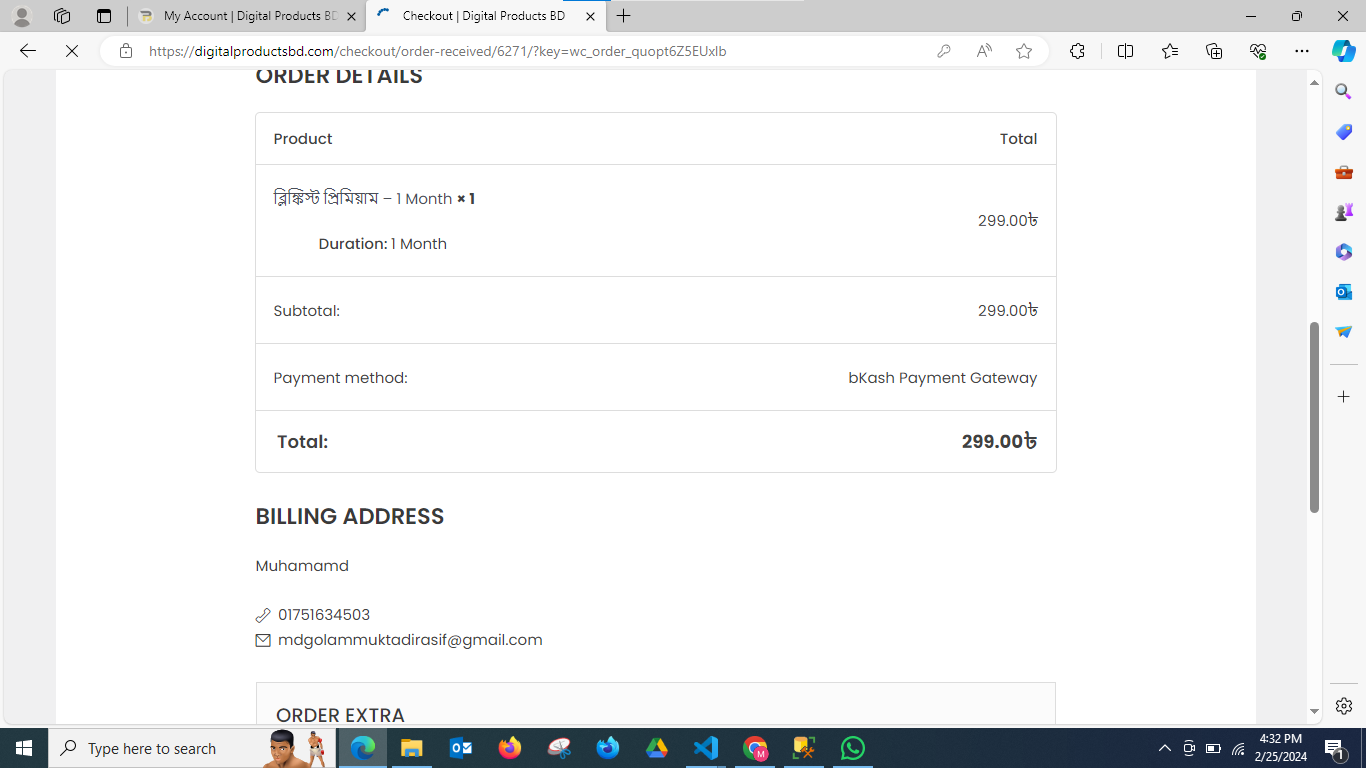 My Account | Digital Products BD
Checkout | Digital Products BD
https://digitalproductsbd.com/checkout/order-received/6271/?key=wc_order_quopt6Z5EUxlb
ORDER DETAILS
Product Total
ব্লিঙ্কিস্ট প্রিমিয়াম – 1 Month × 1
299.00৳
Duration: 1 Month
Subtotal: 299.00৳
Payment method: bKash Payment Gateway
Total: 299.00৳
BILLING ADDRESS
Muhamamd
01751634503
mdgolammuktadirasif@gmail.com
ORDER EXTRA
Type here to search
4:32 PM
2/25/2024
1